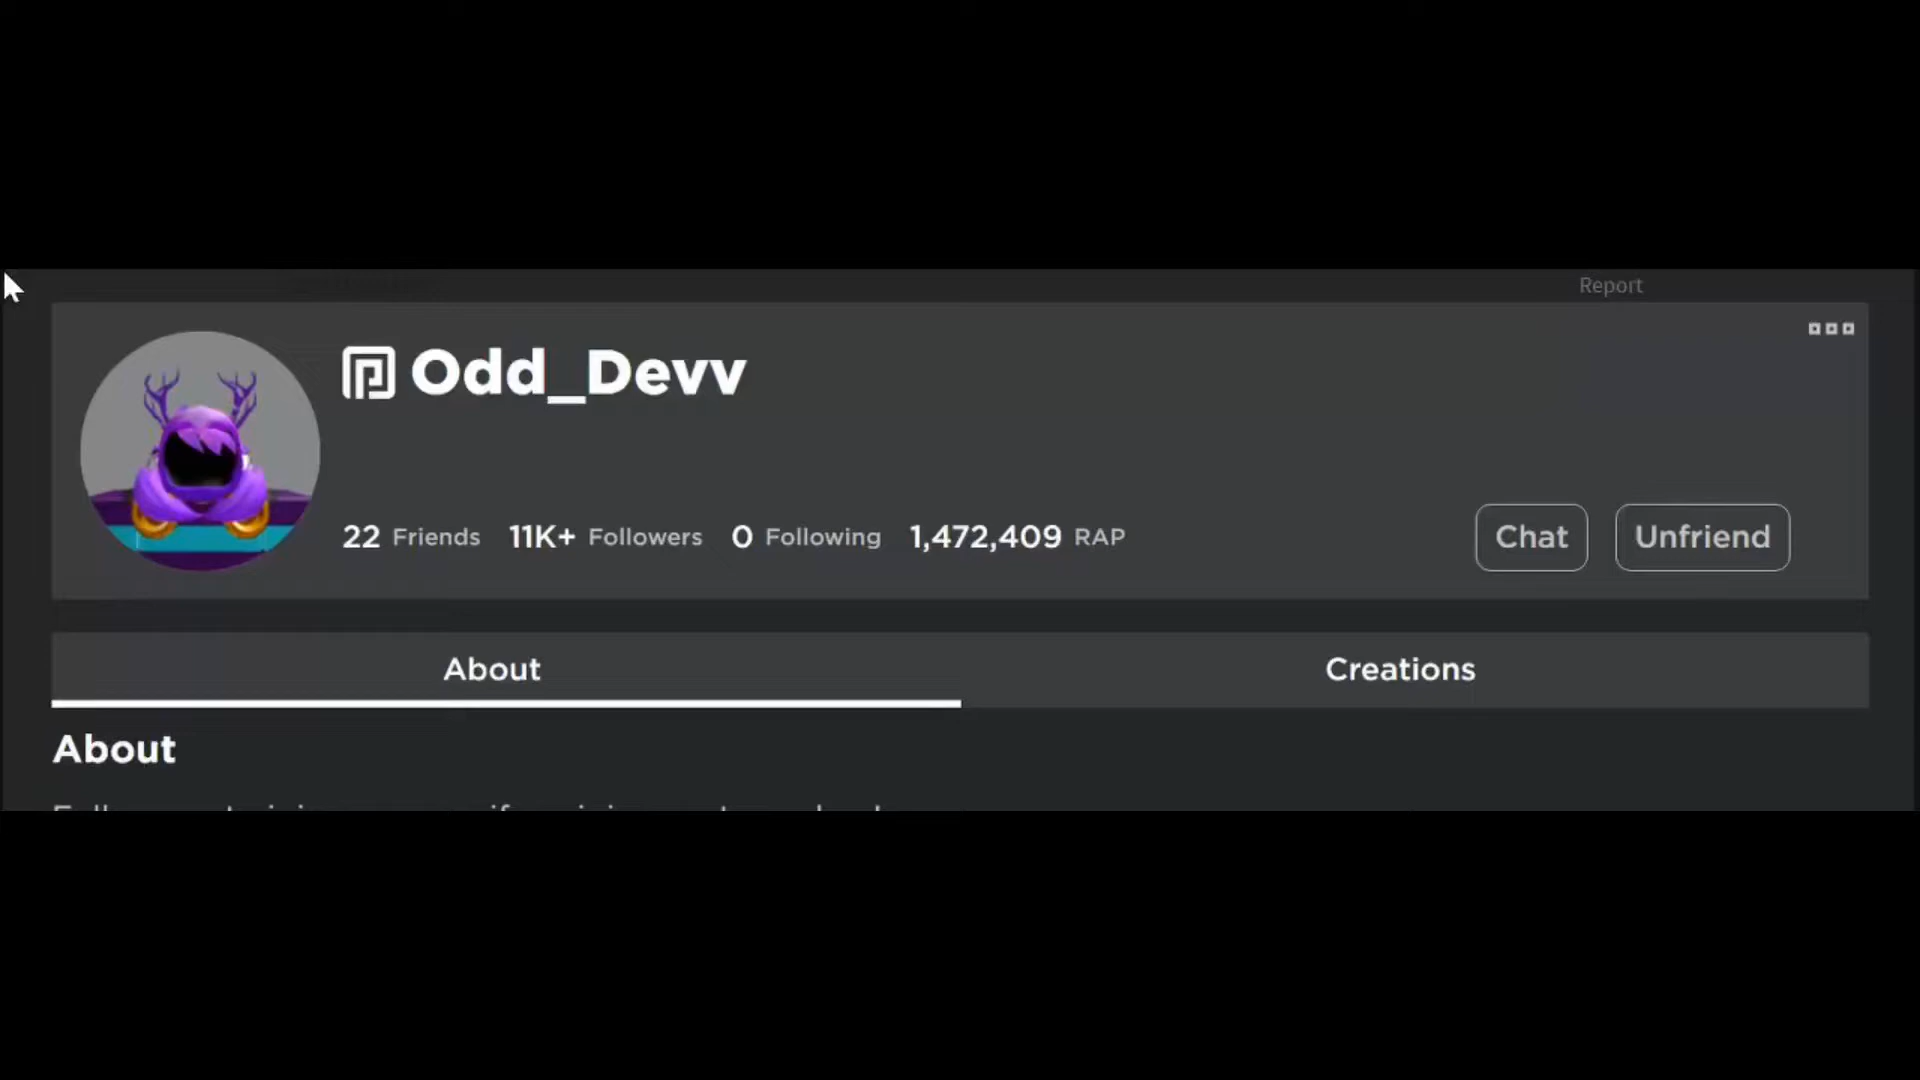 Report
Odd_Devv
22 Friends 11K+ Followers 0 Following 1,472,409 RAP
Chat Unfriend
About Creations
About